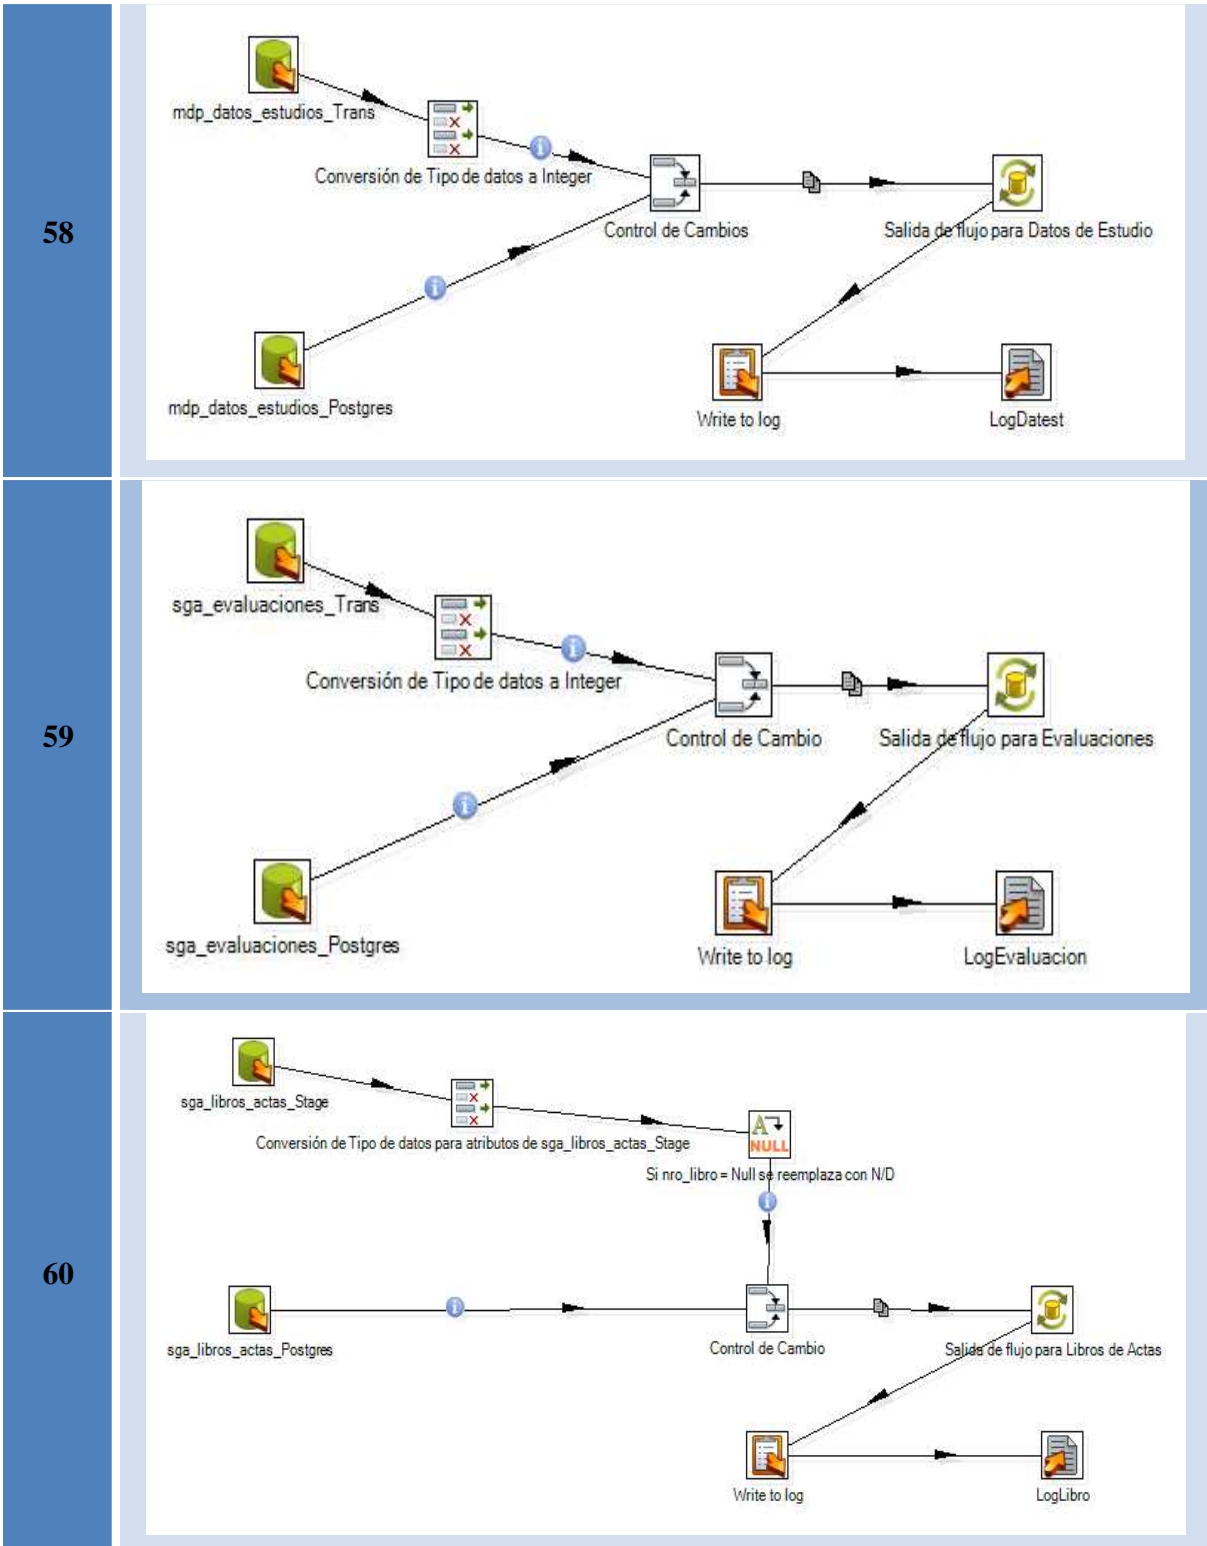 58
mdp_datos_estudios_Trans
Conversión de Tipo de datos a Integer
Control de Cambios
Salida de flujo para Datos de Estudio
mdp_datos_estudios_Postgres
Write to log
LogDatest
59
sga_evaluaciones_Trans
Conversión de Tipo de datos a Integer
Control de Cambio
Salida de flujo para Evaluaciones
sga_evaluaciones_Postgres
Write to log
LogEvaluacion
60
sga_libros_actas_Stage
Conversión de Tipo de datos para atributos de sga_libros_actas_Stage
A
NULL
Si nro_libro = Null se reemplaza con N/D
sga_libros_actas_Postgres
Control de Cambio
Salida de flujo para Libros de Actas
Write to log
LogLibro